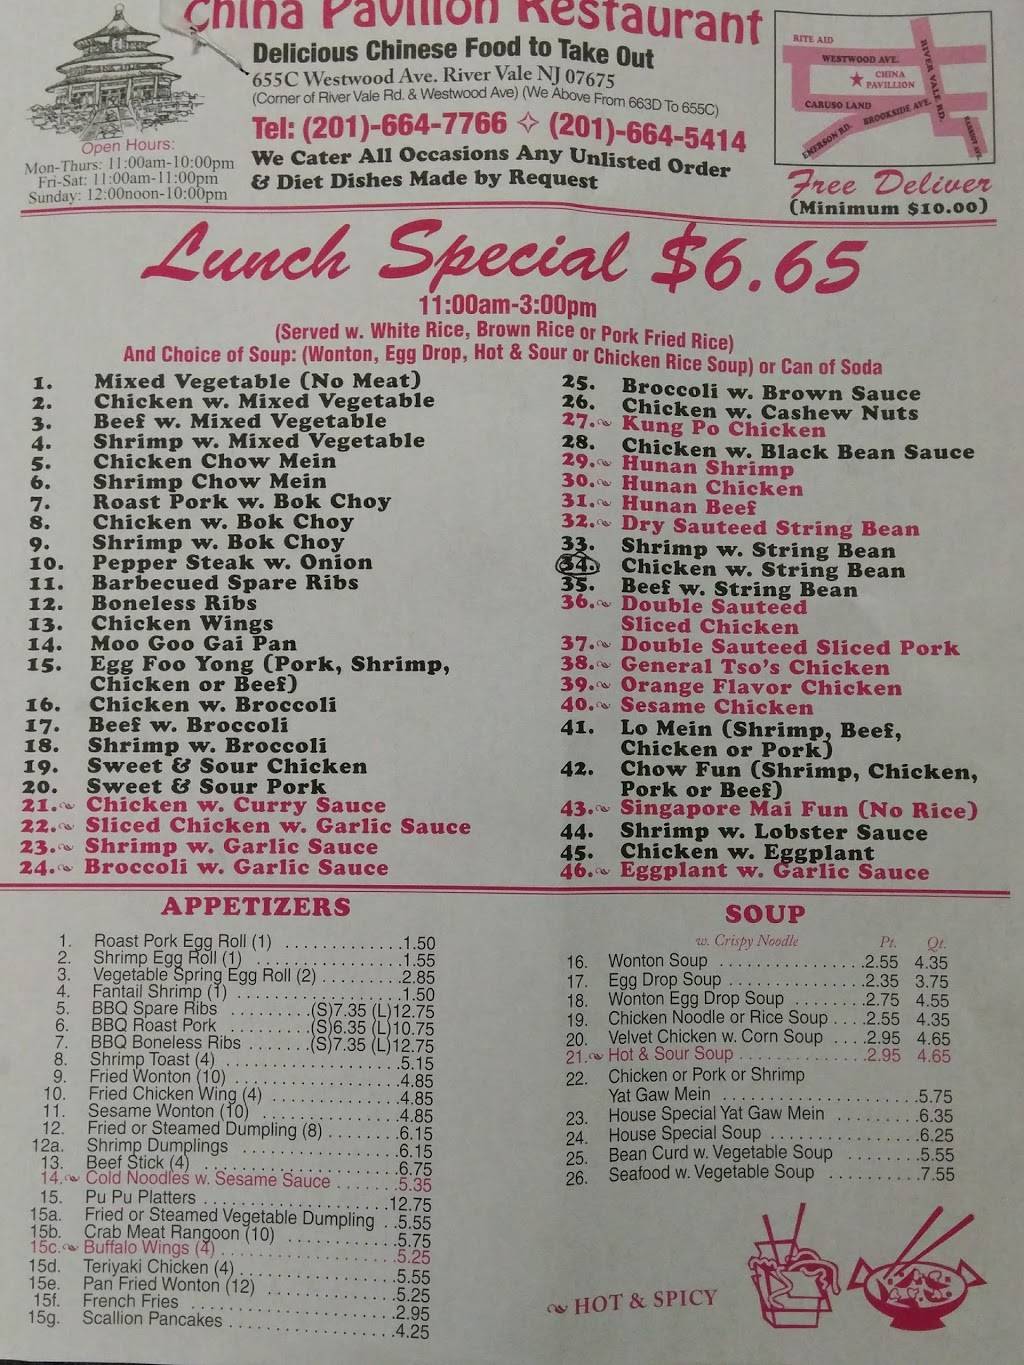 China Pavilion Restaurant
Delicious Chinese Food to Take Out
655C Westwood Ave. River Vale NJ 07675
(Corner of River Vale Rd. & Westwood Ave) (We Above From 663D To 655C)
Tel: (201)-664-7766 ✧ (201)-664-5414
We Cater All Occasions Any Unlisted Order
& Diet Dishes Made by Request
Open Hours:
Mon-Thurs: 11:00am-10:00pm
Fri-Sat: 11:00am-11:00pm
Sunday: 12:00noon-10:00pm
RITE AID
WESTWOOD AVE.
RIVER VALE RD.
★ CHINA
PAVILLION
CARUSO LAND
EMERSON RD.
BROOKSIDE AVE.
Free Deliver
(Minimum $10.00)
Lunch Special $6.65
11:00am-3:00pm
(Served w. White Rice, Brown Rice or Pork Fried Rice)
And Choice of Soup: (Wonton, Egg Drop, Hot & Sour or Chicken Rice Soup) or Can of Soda
1. Mixed Vegetable (No Meat)
2. Chicken w. Mixed Vegetable
3. Beef w. Mixed Vegetable
4. Shrimp w. Mixed Vegetable
5. Chicken Chow Mein
6. Shrimp Chow Mein
7. Roast Pork w. Bok Choy
8. Chicken w. Bok Choy
9. Shrimp w. Bok Choy
10. Pepper Steak w. Onion
11. Barbecued Spare Ribs
12. Boneless Ribs
13. Chicken Wings
14. Moo Goo Gai Pan
15. Egg Foo Yong (Pork, Shrimp,
Chicken or Beef)
16. Chicken w. Broccoli
17. Beef w. Broccoli
18. Shrimp w. Broccoli
19. Sweet & Sour Chicken
20. Sweet & Sour Pork
21. Chicken w. Curry Sauce
22. Sliced Chicken w. Garlic Sauce
23. Shrimp w. Garlic Sauce
24. Broccoli w. Garlic Sauce
25. Broccoli w. Brown Sauce
26. Chicken w. Cashew Nuts
27. Kung Po Chicken
28. Chicken w. Black Bean Sauce
29. Hunan Shrimp
30. Hunan Chicken
31. Hunan Beef
32. Dry Sauteed String Bean
33. Shrimp w. String Bean
34. Chicken w. String Bean
35. Beef w. String Bean
36. Double Sauteed
Sliced Chicken
37. Double Sauteed Sliced Pork
38. General Tso's Chicken
39. Orange Flavor Chicken
40. Sesame Chicken
41. Lo Mein (Shrimp, Beef,
Chicken or Pork)
42. Chow Fun (Shrimp, Chicken,
Pork or Beef)
43. Singapore Mai Fun (No Rice)
44. Shrimp w. Lobster Sauce
45. Chicken w. Eggplant
46. Eggplant w. Garlic Sauce
APPETIZERS
1. Roast Pork Egg Roll (1) .............1.50
2. Shrimp Egg Roll (1) ................1.55
3. Vegetable Spring Egg Roll (2) .........2.85
4. Fantail Shrimp (1) ..................1.50
5. BBQ Spare Ribs .........(S)7.35 (L)12.75
6. BBQ Roast Pork .........(S)6.35 (L)10.75
7. BBQ Boneless Ribs .......(S)7.35 (L)12.75
8. Shrimp Toast (4) ....................5.15
9. Fried Wonton (10) ..................4.85
10. Fried Chicken Wing (4) ..............4.85
11. Sesame Wonton (10) ................4.85
12. Fried or Steamed Dumpling (8) ........6.15
12a. Shrimp Dumplings .................6.15
13. Beef Stick (4) ......................6.75
14. Cold Noodles w. Sesame Sauce .......5.35
15. Pu Pu Platters ....................12.75
15a. Fried or Steamed Vegetable Dumpling ..5.55
15b. Crab Meat Rangoon (10) ............5.75
15c. Buffalo Wings (4) ...................5.25
15d. Teriyaki Chicken (4) .................5.55
15e. Pan Fried Wonton (12) ..............5.25
15f. French Fries ......................2.95
15g. Scallion Pancakes ..................4.25
SOUP
w. Crispy Noodle Pt. Qt.
16. Wonton Soup ................2.55 4.35
17. Egg Drop Soup ...............2.35 3.75
18. Wonton Egg Drop Soup ........2.75 4.55
19. Chicken Noodle or Rice Soup ....2.55 4.35
20. Velvet Chicken w. Corn Soup ....2.95 4.65
21. Hot & Sour Soup ..............2.95 4.65
22. Chicken or Pork or Shrimp
Yat Gaw Mein ......................5.75
23. House Special Yat Gaw Mein ..........6.35
24. House Special Soup .................6.25
25. Bean Curd w. Vegetable Soup .........5.55
26. Seafood w. Vegetable Soup ..........7.55
HOT & SPICY